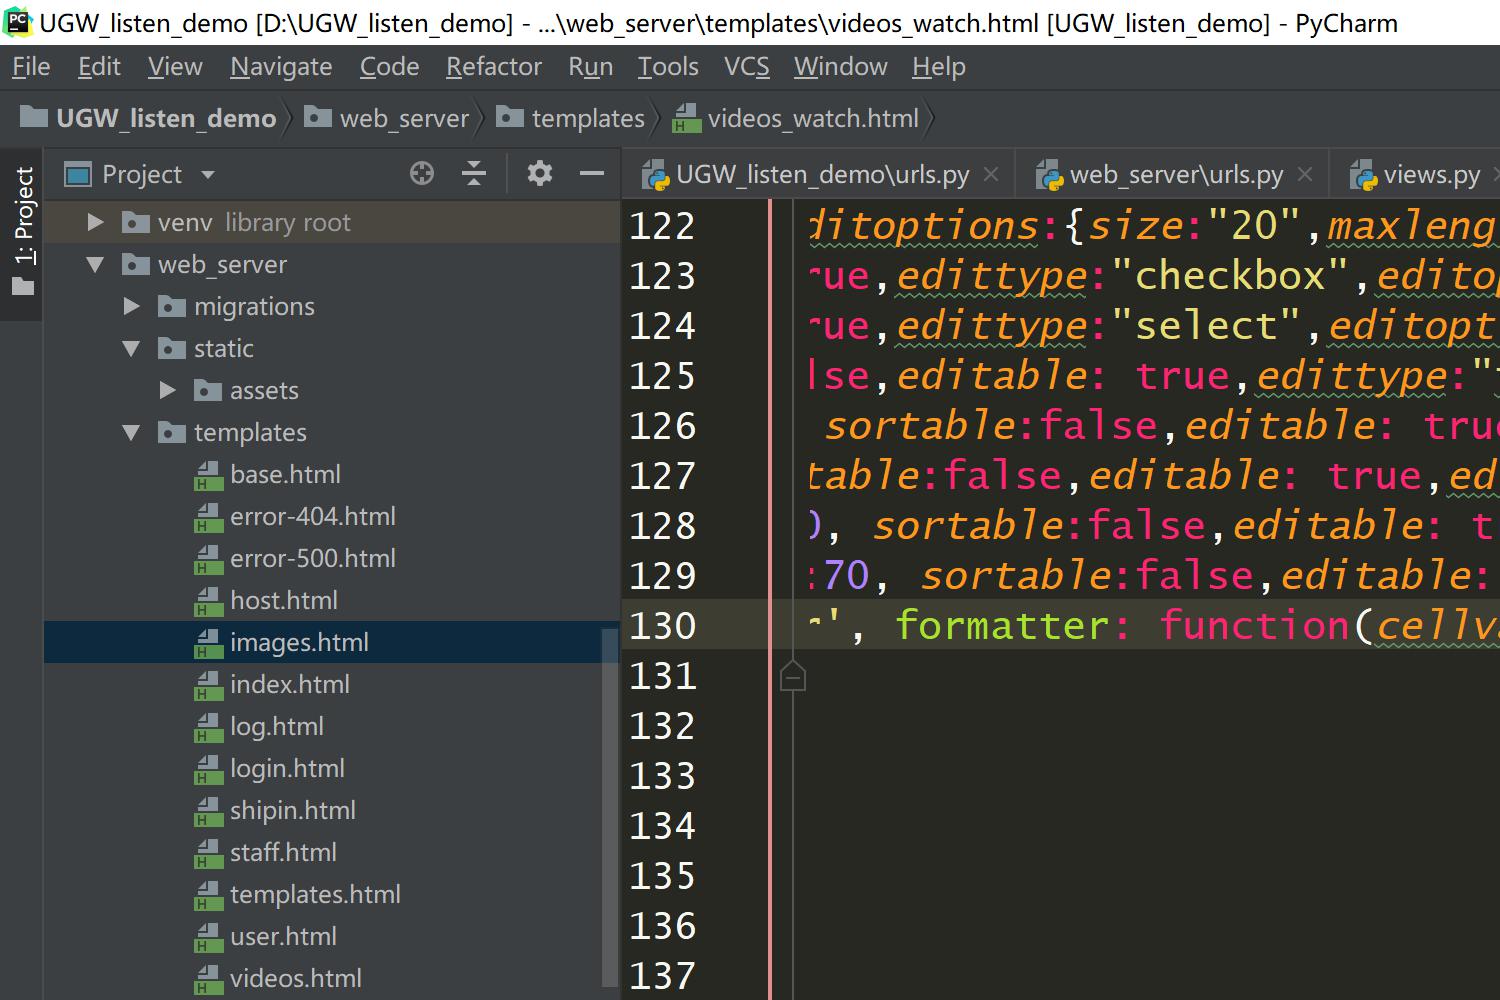 UGW_listen_demo [D:\UGW_listen_demo] - ...\web_server\templates\videos_watch.html [UGW_listen_demo] - PyCharm
File Edit View Navigate Code Refactor Run Tools VCS Window Help
UGW_listen_demo web_server templates videos_watch.html
1: Project
Project
venv library root
web_server
migrations
static
assets
templates
base.html
error-404.html
error-500.html
host.html
images.html
index.html
log.html
login.html
shipin.html
staff.html
templates.html
user.html
videos.html
UGW_listen_demo\urls.py web_server\urls.py views.py
122 ditoptions:{size:"20",maxleng
123 rue,edittype:"checkbox",editop
124 rue,edittype:"select",editopt
125 lse,editable: true,edittype:"
126 sortable:false,editable: true
127 table:false,editable: true,ed
128 0, sortable:false,editable: t
129 :70, sortable:false,editable:
130 r', formatter: function(cellva
131
132
133
134
135
136
137